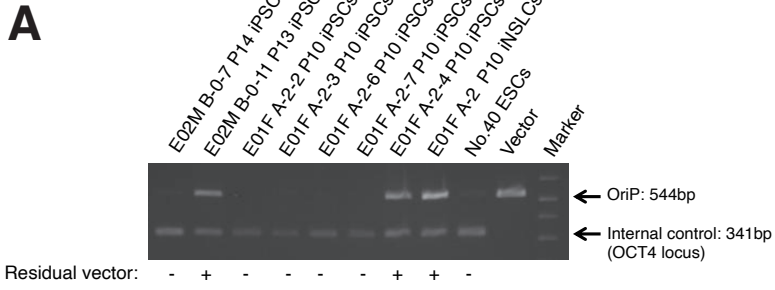 A
E02M B-0-7 P14 iPSC
E02M B-0-11 P13 iPSC
E01F A-2-2 P10 iPSCs
E01F A-2-3 P10 iPSCs
E01F A-2-6 P10 iPSCs
E01F A-2-7 P10 iPSCs
E01F A-2-4 P10 iPSCs
E01F A-2 P10 iNSLCs
No.40 ESCs
Vector
Marker
OriP: 544bp
Internal control: 341bp
(OCT4 locus)
Residual vector: - + - - - - + + -